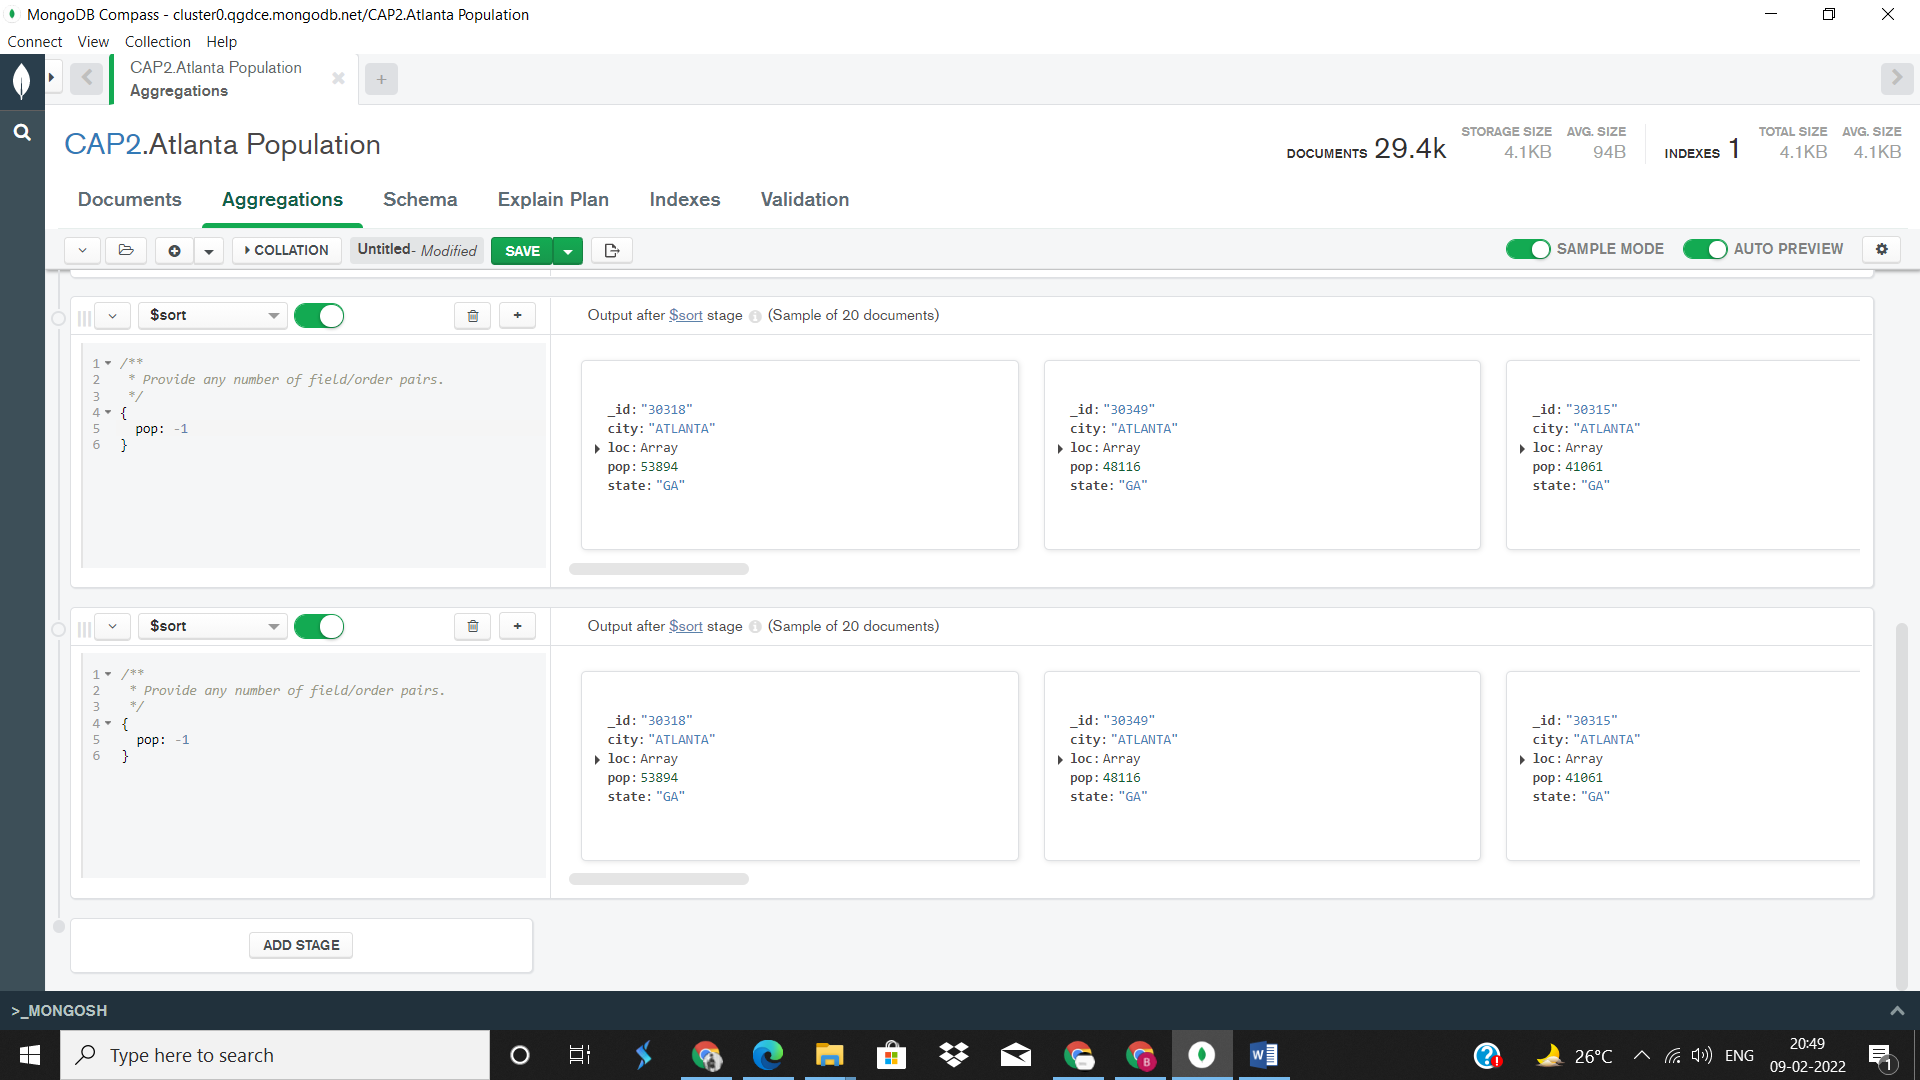 MongoDB Compass - cluster0.qgdce.mongodb.net/CAP2.Atlanta Population
Connect View Collection Help
CAP2.Atlanta Population
Aggregations
+
CAP2.Atlanta Population
DOCUMENTS 29.4k
STORAGE SIZE
4.1KB
AVG. SIZE
94B
INDEXES 1
TOTAL SIZE
4.1KB
AVG. SIZE
4.1KB
Documents Aggregations Schema Explain Plan Indexes Validation
COLLATION
Untitled- Modified
SAVE
SAMPLE MODE
AUTO PREVIEW
$sort
+
Output after $sort stage (Sample of 20 documents)
1 /**
2 * Provide any number of field/order pairs.
3 */
4 {
5 pop: -1
6 }
_id: "30318"
city: "ATLANTA"
loc: Array
pop: 53894
state: "GA"
_id: "30349"
city: "ATLANTA"
loc: Array
pop: 48116
state: "GA"
_id: "30315"
city: "ATLANTA"
loc: Array
pop: 41061
state: "GA"
$sort
+
Output after $sort stage (Sample of 20 documents)
1 /**
2 * Provide any number of field/order pairs.
3 */
4 {
5 pop: -1
6 }
_id: "30318"
city: "ATLANTA"
loc: Array
pop: 53894
state: "GA"
_id: "30349"
city: "ATLANTA"
loc: Array
pop: 48116
state: "GA"
_id: "30315"
city: "ATLANTA"
loc: Array
pop: 41061
state: "GA"
ADD STAGE
>_MONGOSH
Type here to search
26°C
ENG
20:49
09-02-2022
1